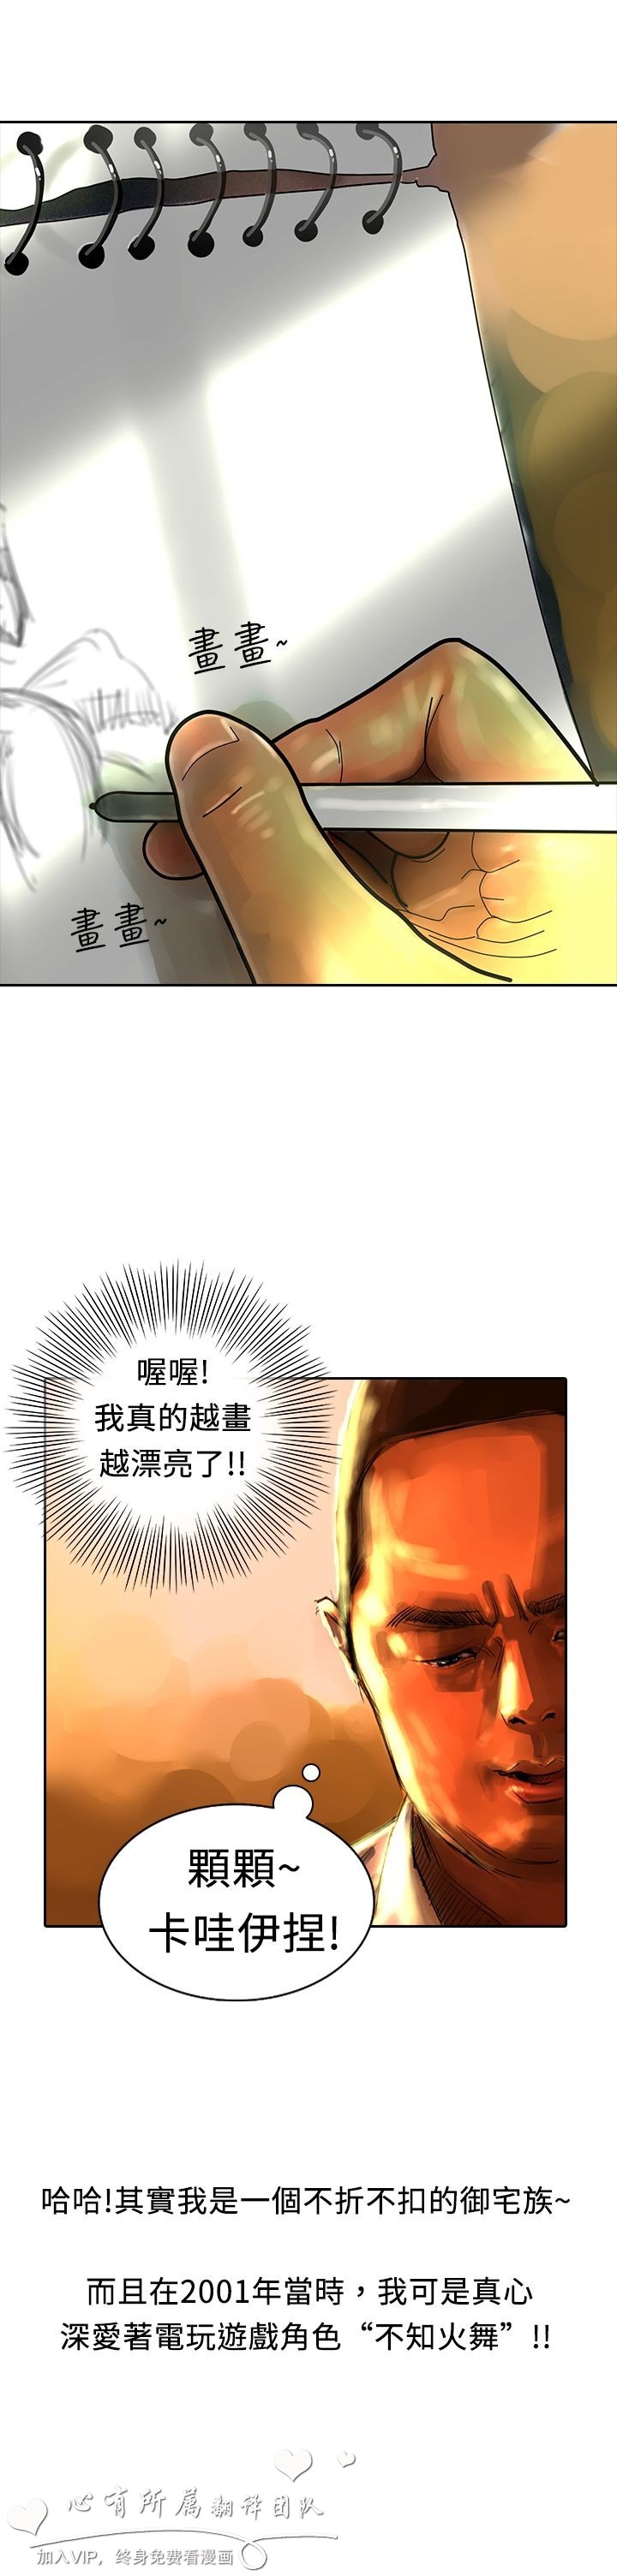 畫畫~
畫畫~
喔喔!
我真的越畫
越漂亮了!!
顆顆~
卡哇伊捏!
哈哈!其實我是一個不折不扣的御宅族~
而且在2001年當時，我可是真心
深愛著電玩遊戲角色“不知火舞”!!
心有所属翻译团队
加入VIP，终身免费看漫画